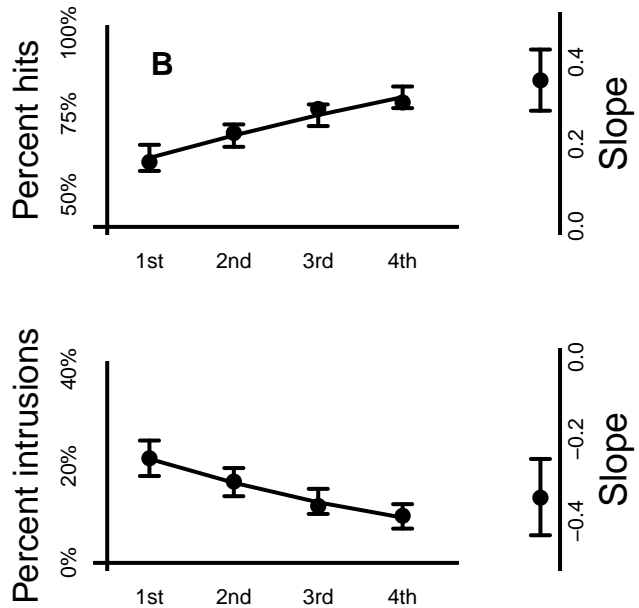 Percent hits
100%
75%
50%
B
1st 2nd 3rd 4th
0.4
0.2
0.0
Slope
Percent intrusions
40%
20%
0%
1st 2nd 3rd 4th
0.0
−0.2
−0.4
Slope